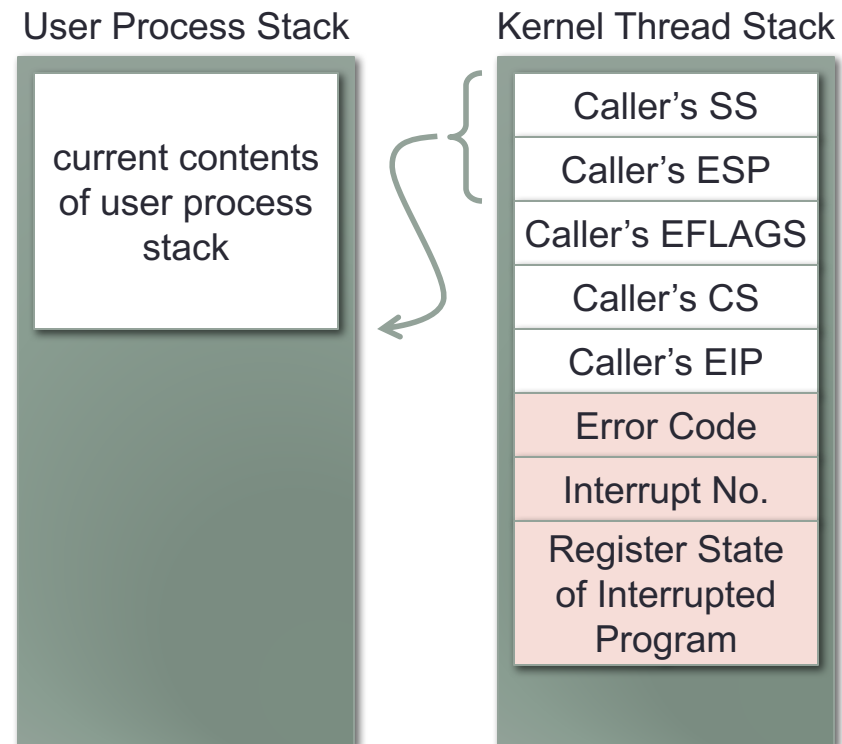 User Process Stack
current contents
of user process
stack
Kernel Thread Stack
Caller’s SS
Caller’s ESP
Caller’s EFLAGS
Caller’s CS
Caller’s EIP
Error Code
Interrupt No.
Register State
of Interrupted
Program